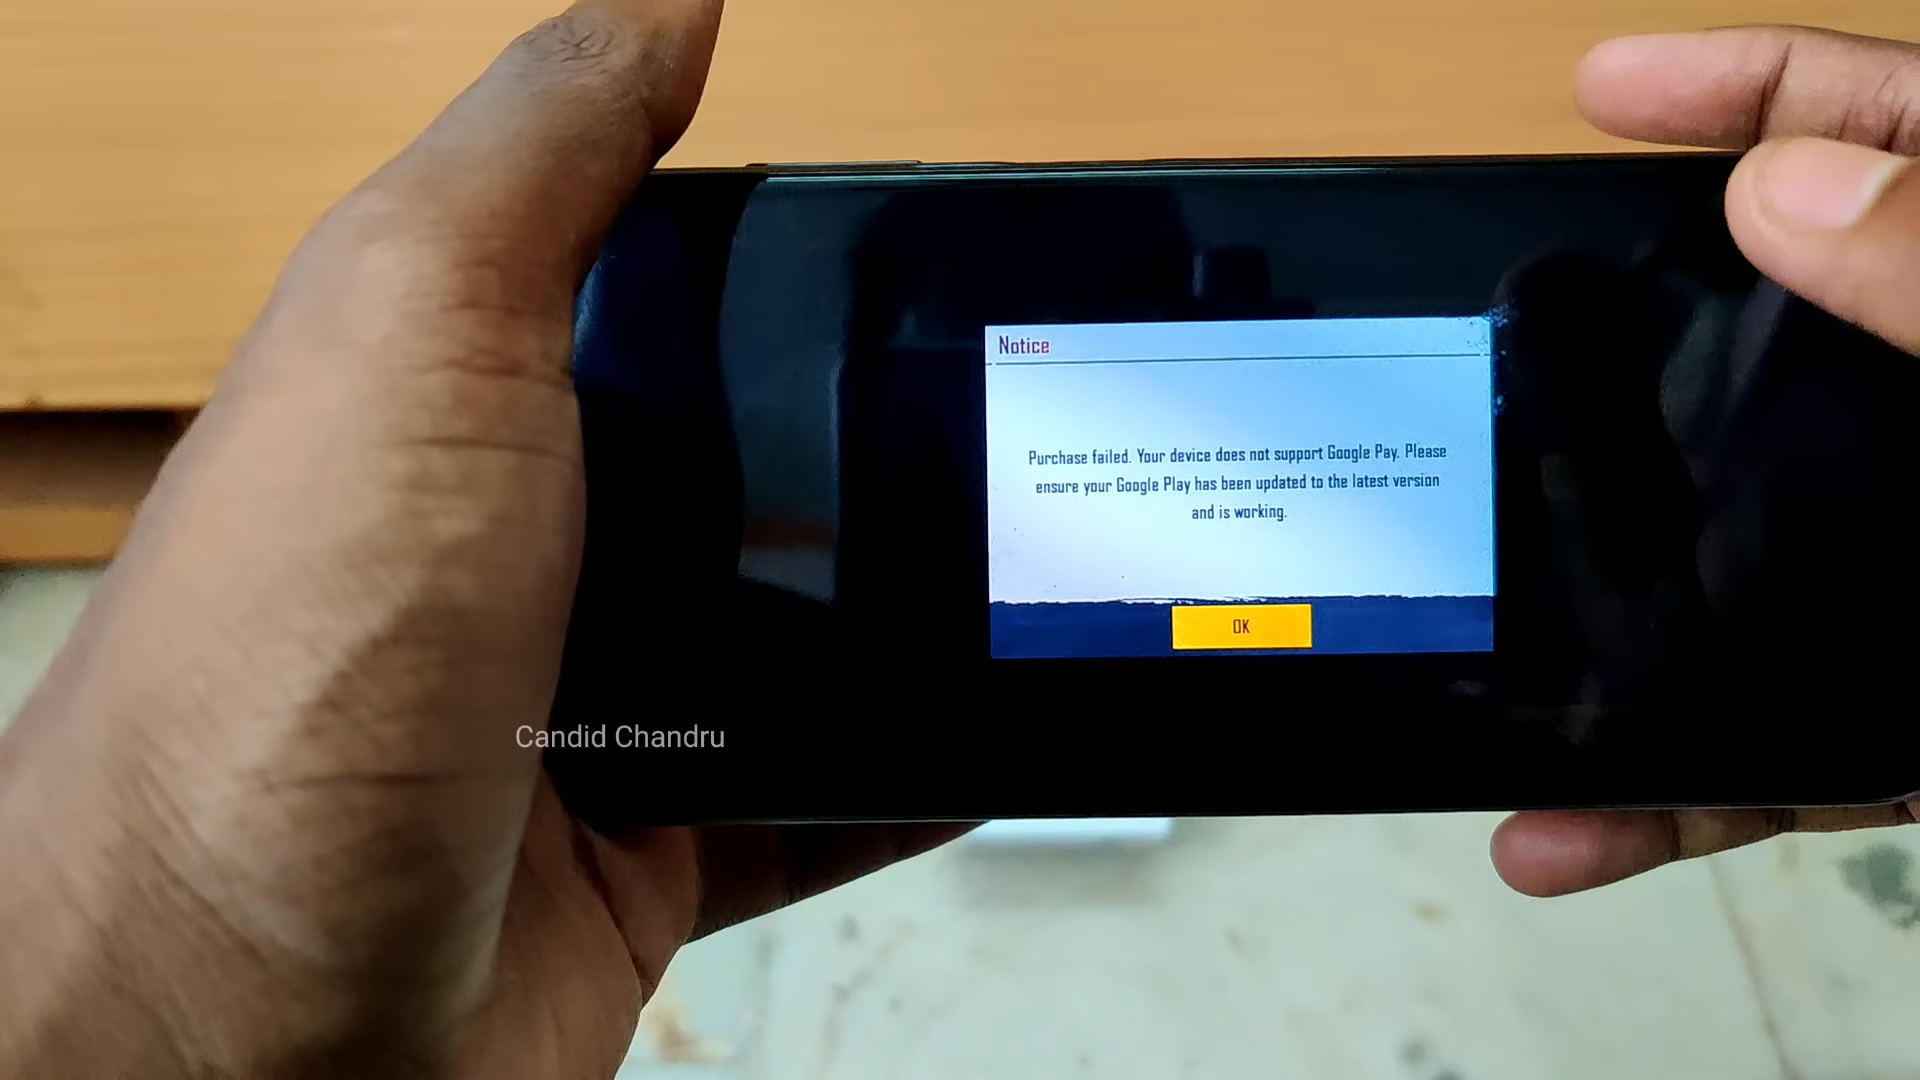 Notice
Purchase failed. Your device does not support Google Pay. Please
ensure your Google Play has been updated to the latest version
and is working.
OK
Candid Chandru